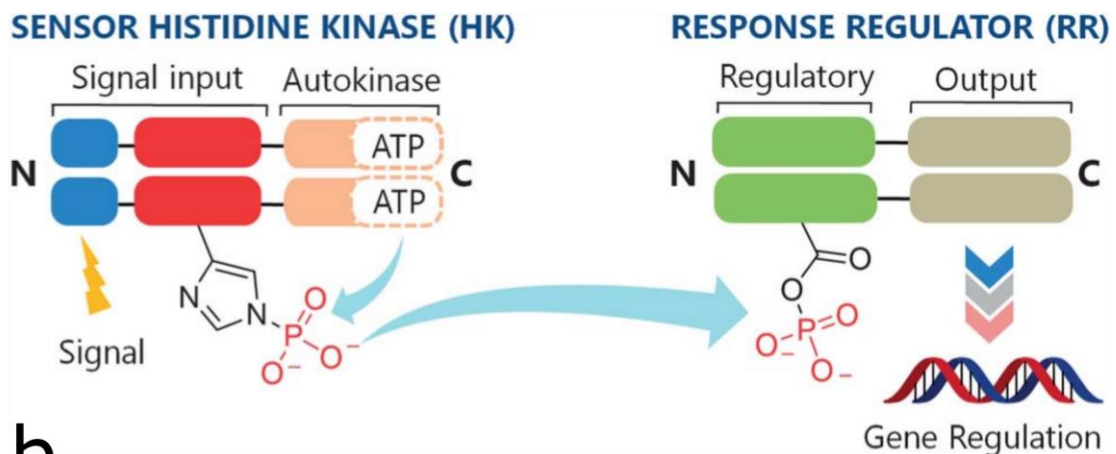 SENSOR HISTIDINE KINASE (HK)
RESPONSE REGULATOR (RR)
Signal input
Autokinase
Regulatory
Output
N
ATP
ATP
C
N
C
Signal
N
N
P
O
O−
O−
O
O
P
O
O−
O−
Gene Regulation
b